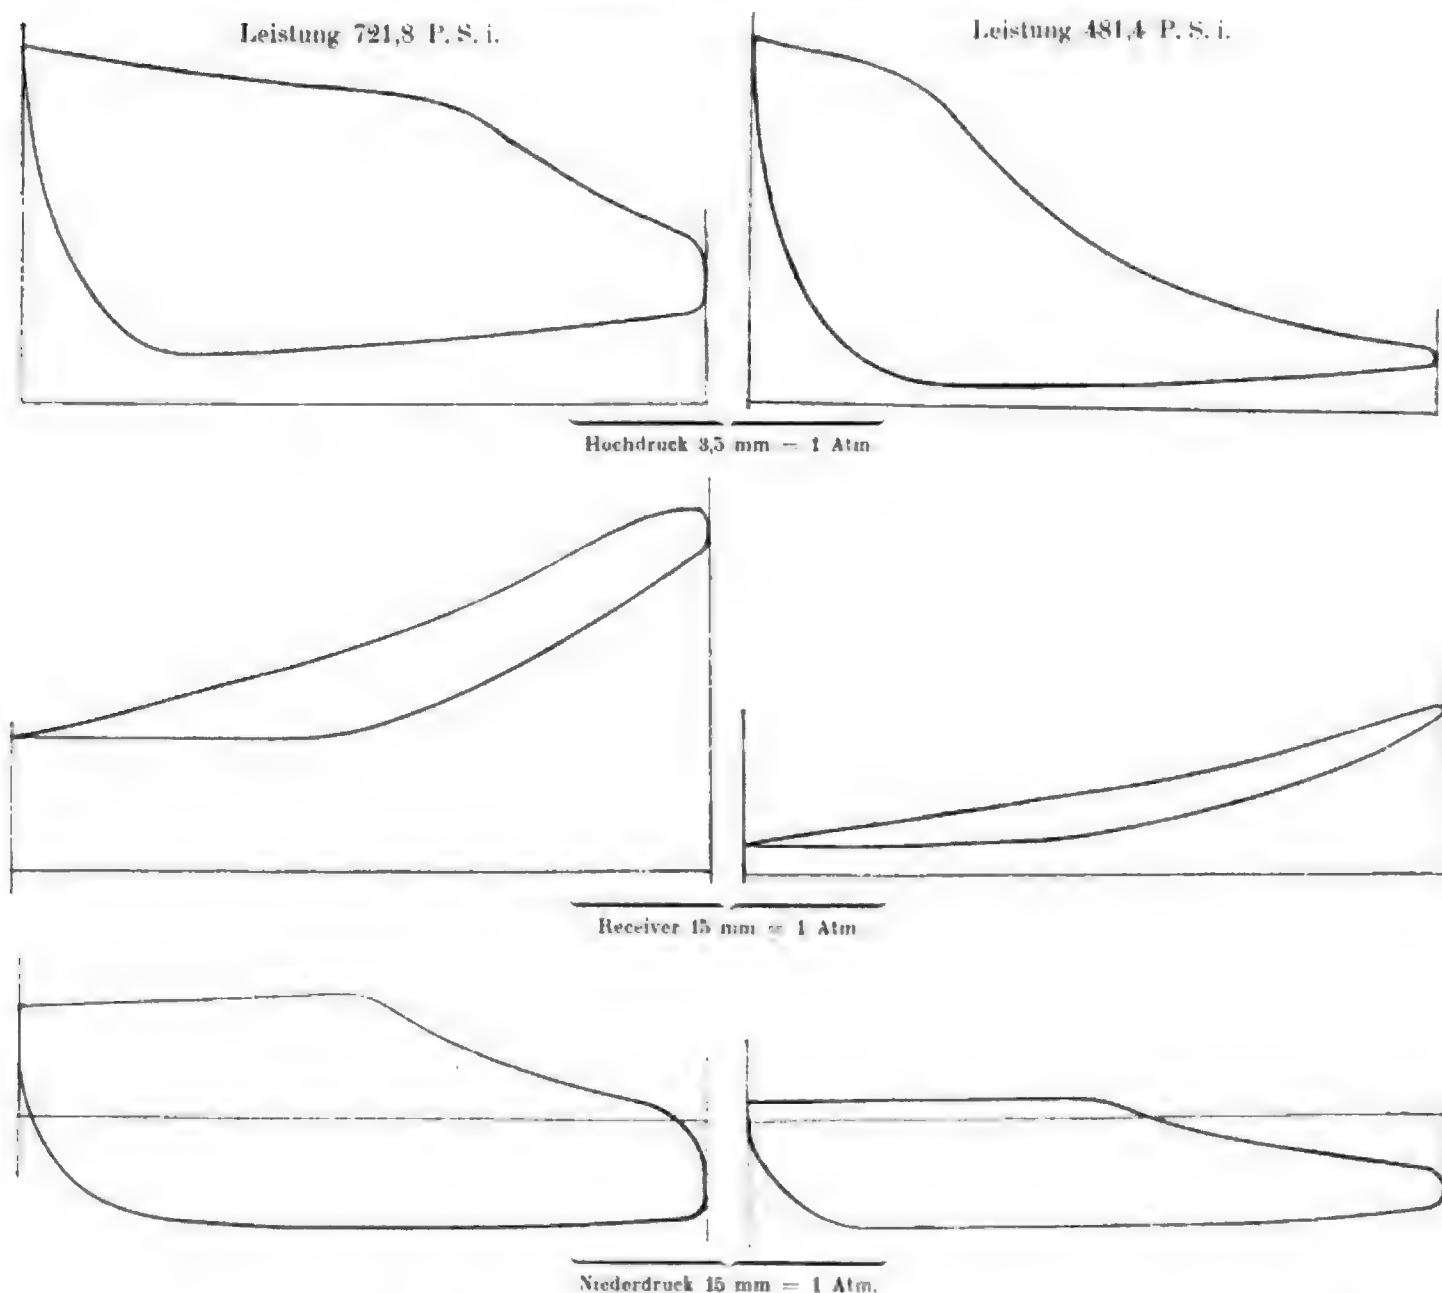 Leistung 721,8 P. S. i.
Leistung 481,4 P. S. i.
Hochdruck 3,5 mm = 1 Atm
Receiver 15 mm = 1 Atm
Niederdruck 15 mm = 1 Atm.